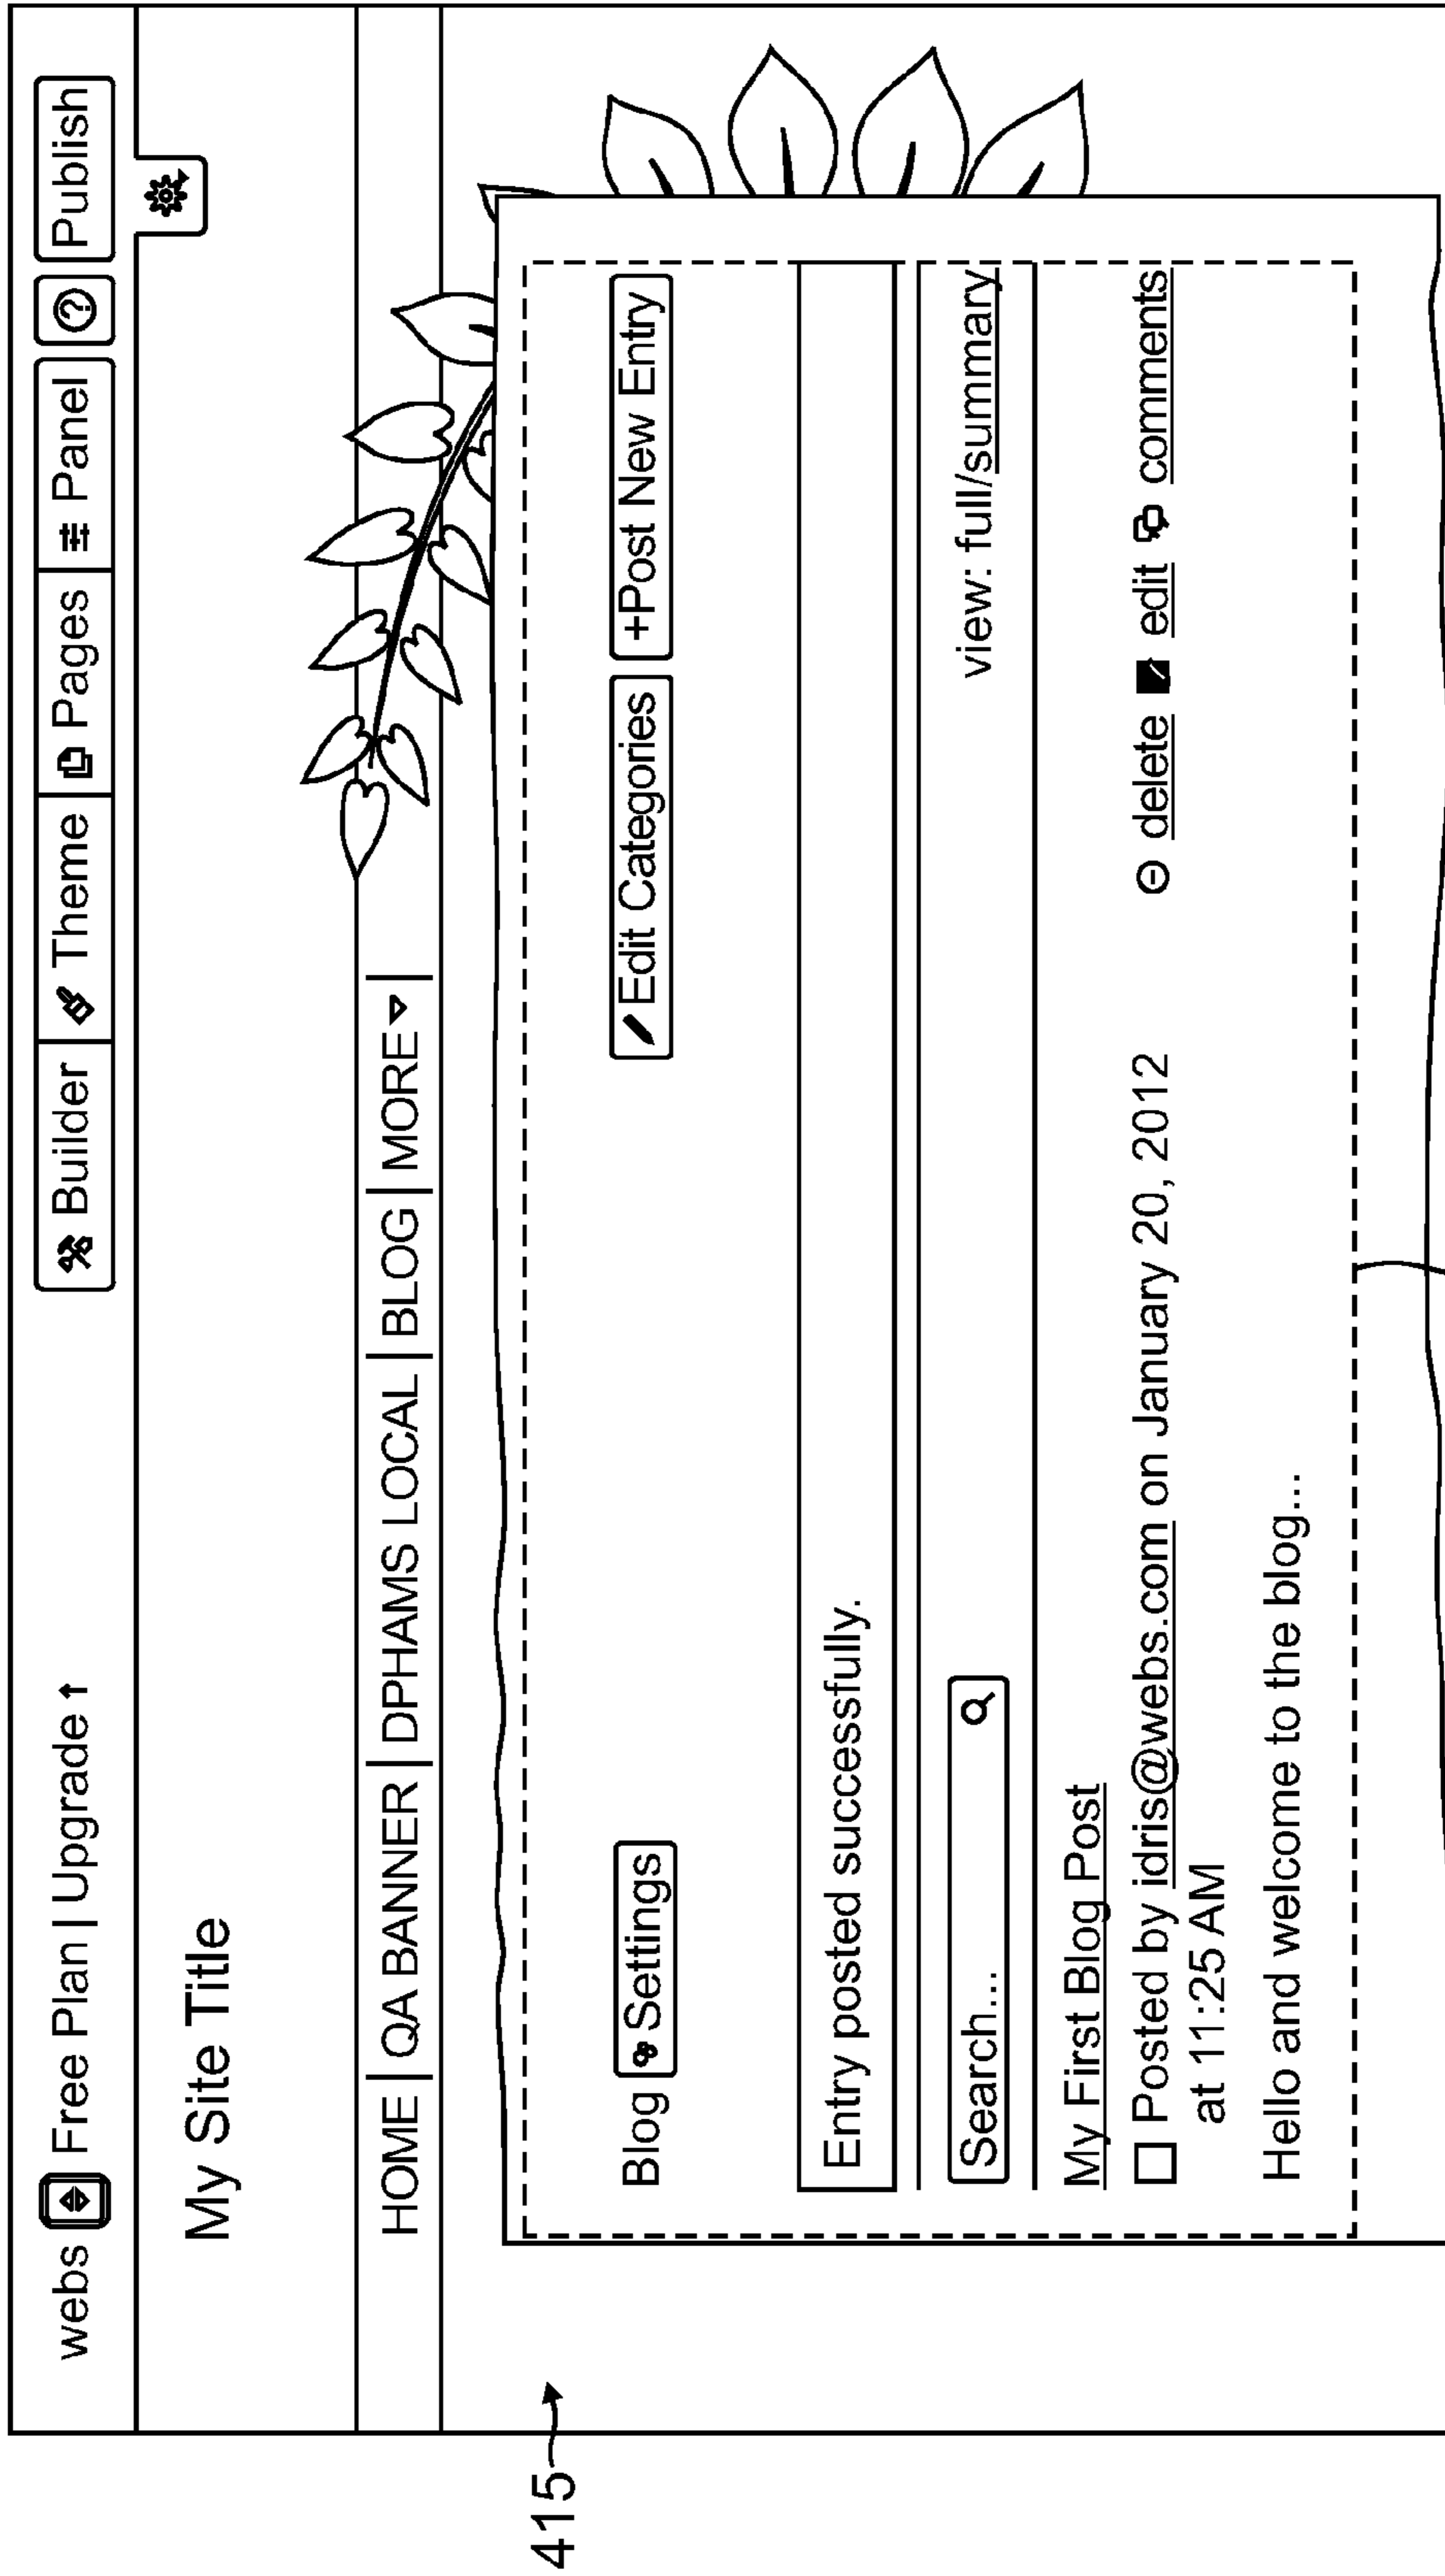 webs Free Plan | Upgrade Builder Theme Pages Panel ? Publish
My Site Title
HOME | QA BANNER | DPHAMS LOCAL | BLOG | MORE
Blog Settings Edit Categories +Post New Entry
Entry posted successfully.
Search... view: full/summary
My First Blog Post
Posted by idris@webs.com on January 20, 2012 delete edit comments
at 11:25 AM
Hello and welcome to the blog...
415